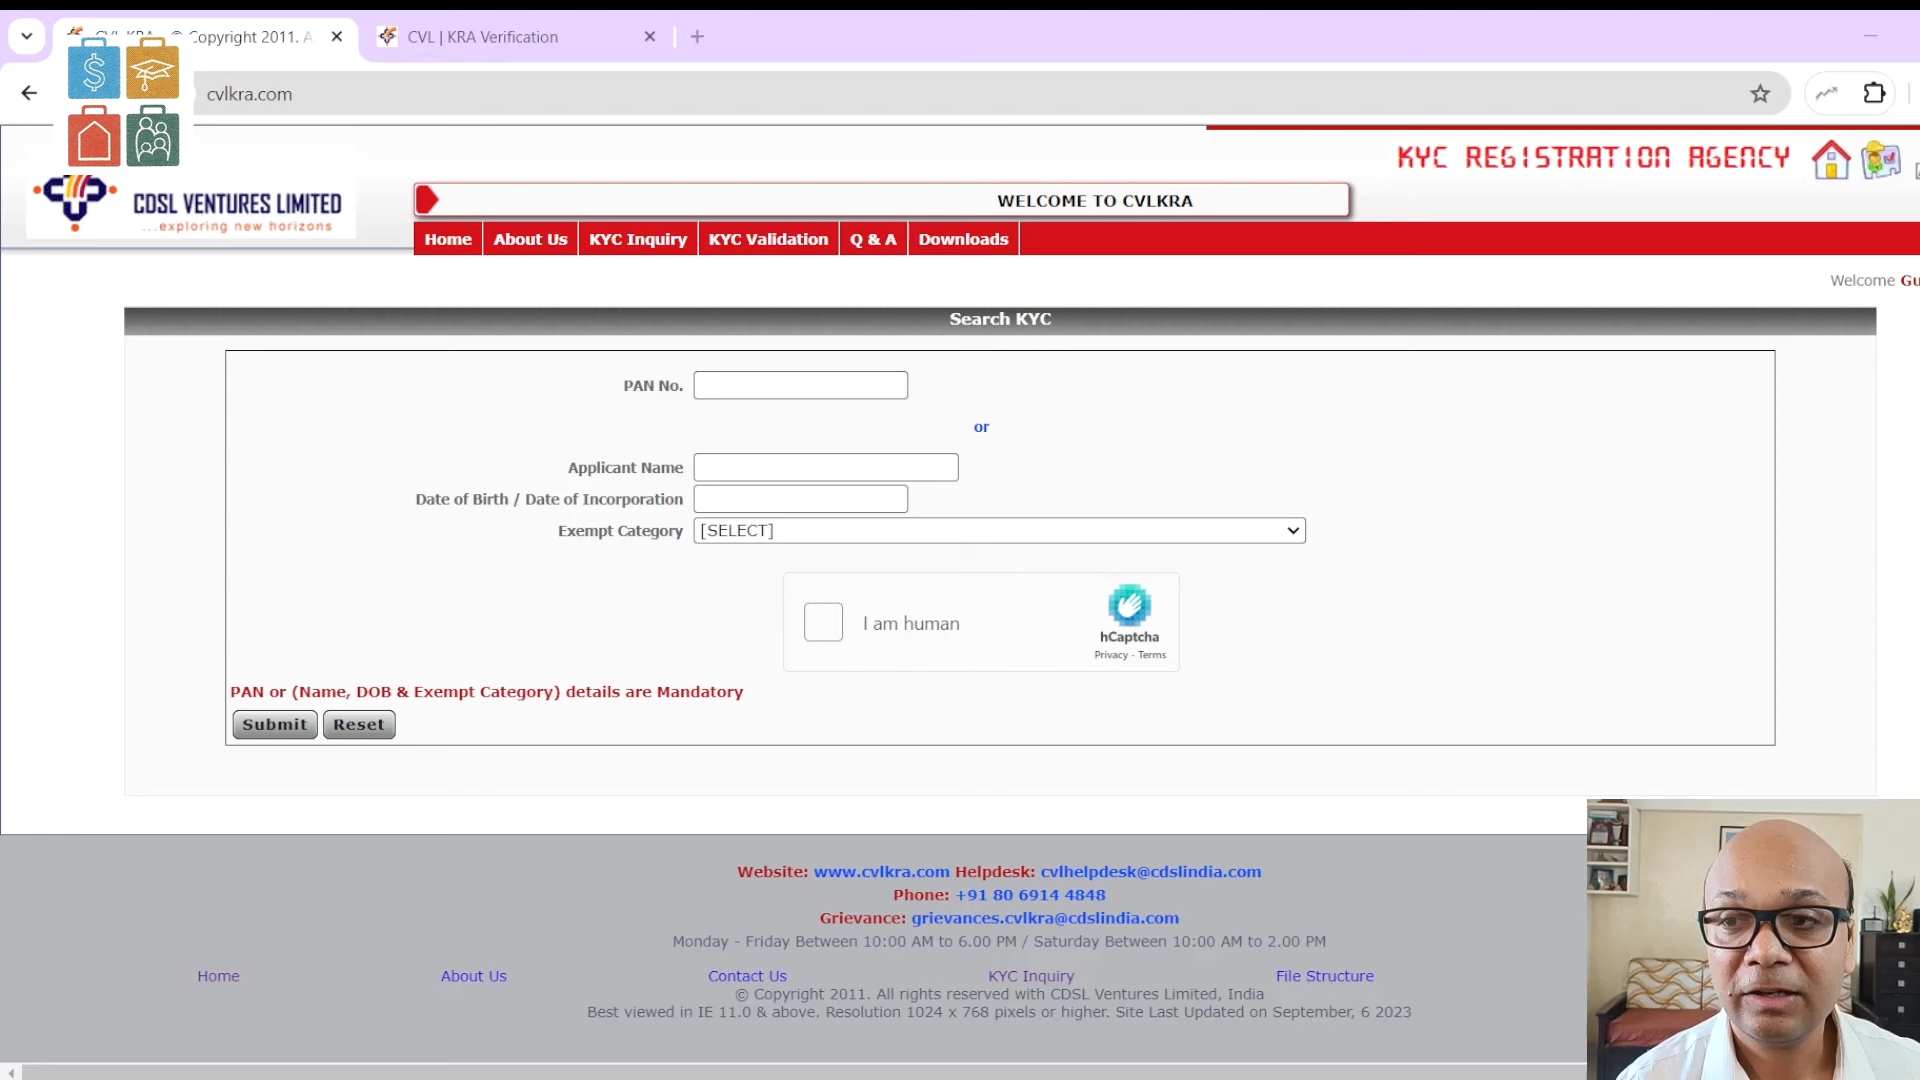 Copyright 2011. A
CVL | KRA Verification
cvlkra.com
KYC REGISTRATION AGENCY
CDSL VENTURES LIMITED
...exploring new horizons
WELCOME TO CVLKRA
Home About Us KYC Inquiry KYC Validation Q & A Downloads
Welcome Gu
Search KYC
PAN No.
or
Applicant Name
Date of Birth / Date of Incorporation
Exempt Category [SELECT]
I am human
hCaptcha
Privacy - Terms
PAN or (Name, DOB & Exempt Category) details are Mandatory
Submit Reset
Website: www.cvlkra.com Helpdesk: cvlhelpdesk@cdslindia.com
Phone: +91 80 6914 4848
Grievance: grievances.cvlkra@cdslindia.com
Monday - Friday Between 10:00 AM to 6.00 PM / Saturday Between 10:00 AM to 2.00 PM
Home About Us Contact Us KYC Inquiry File Structure
© Copyright 2011. All rights reserved with CDSL Ventures Limited, India
Best viewed in IE 11.0 & above. Resolution 1024 x 768 pixels or higher. Site Last Updated on September, 6 2023